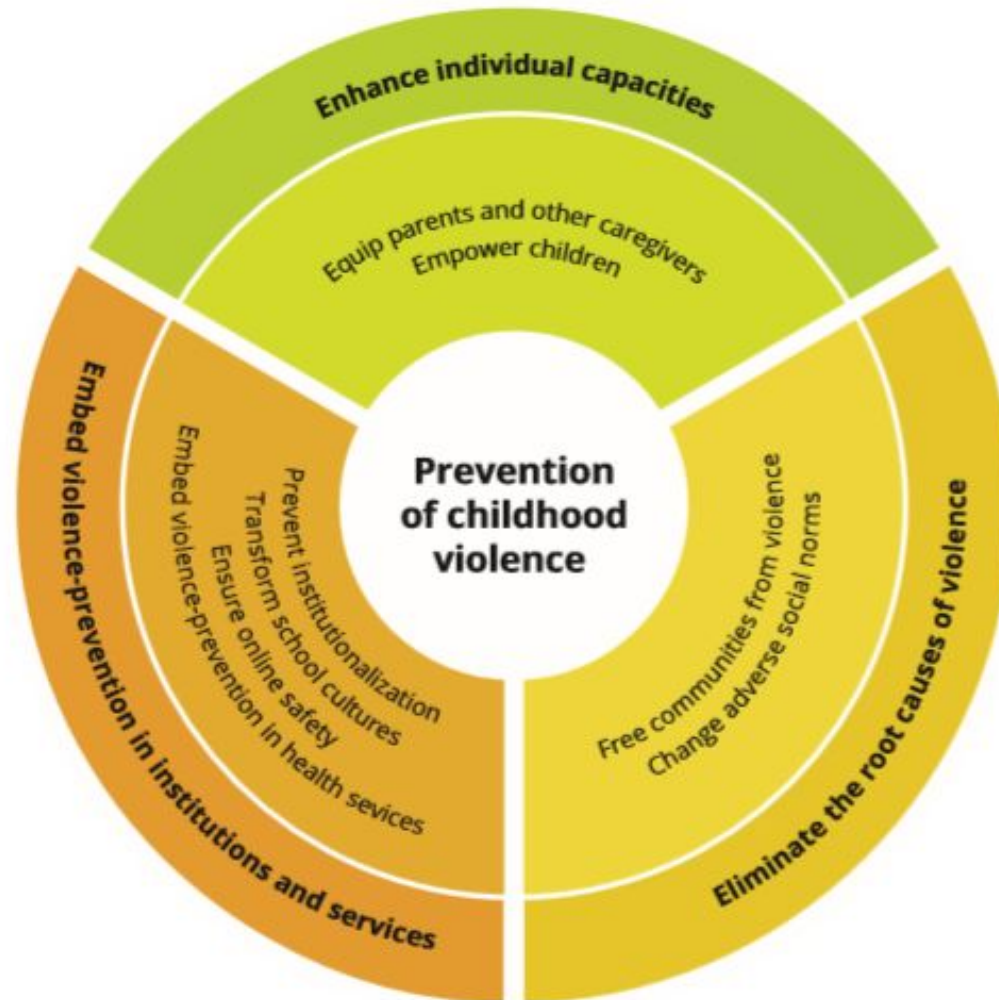 Enhance individual capacities
Equip parents and other caregivers
Empower children
Prevention
of childhood
violence
Embed violence-prevention in institutions and services
Prevent institutionalization
Transform school cultures
Ensure online safety
Embed violence-prevention in health sevices
Free communities from violence
Change adverse social norms
Eliminate the root causes of violence